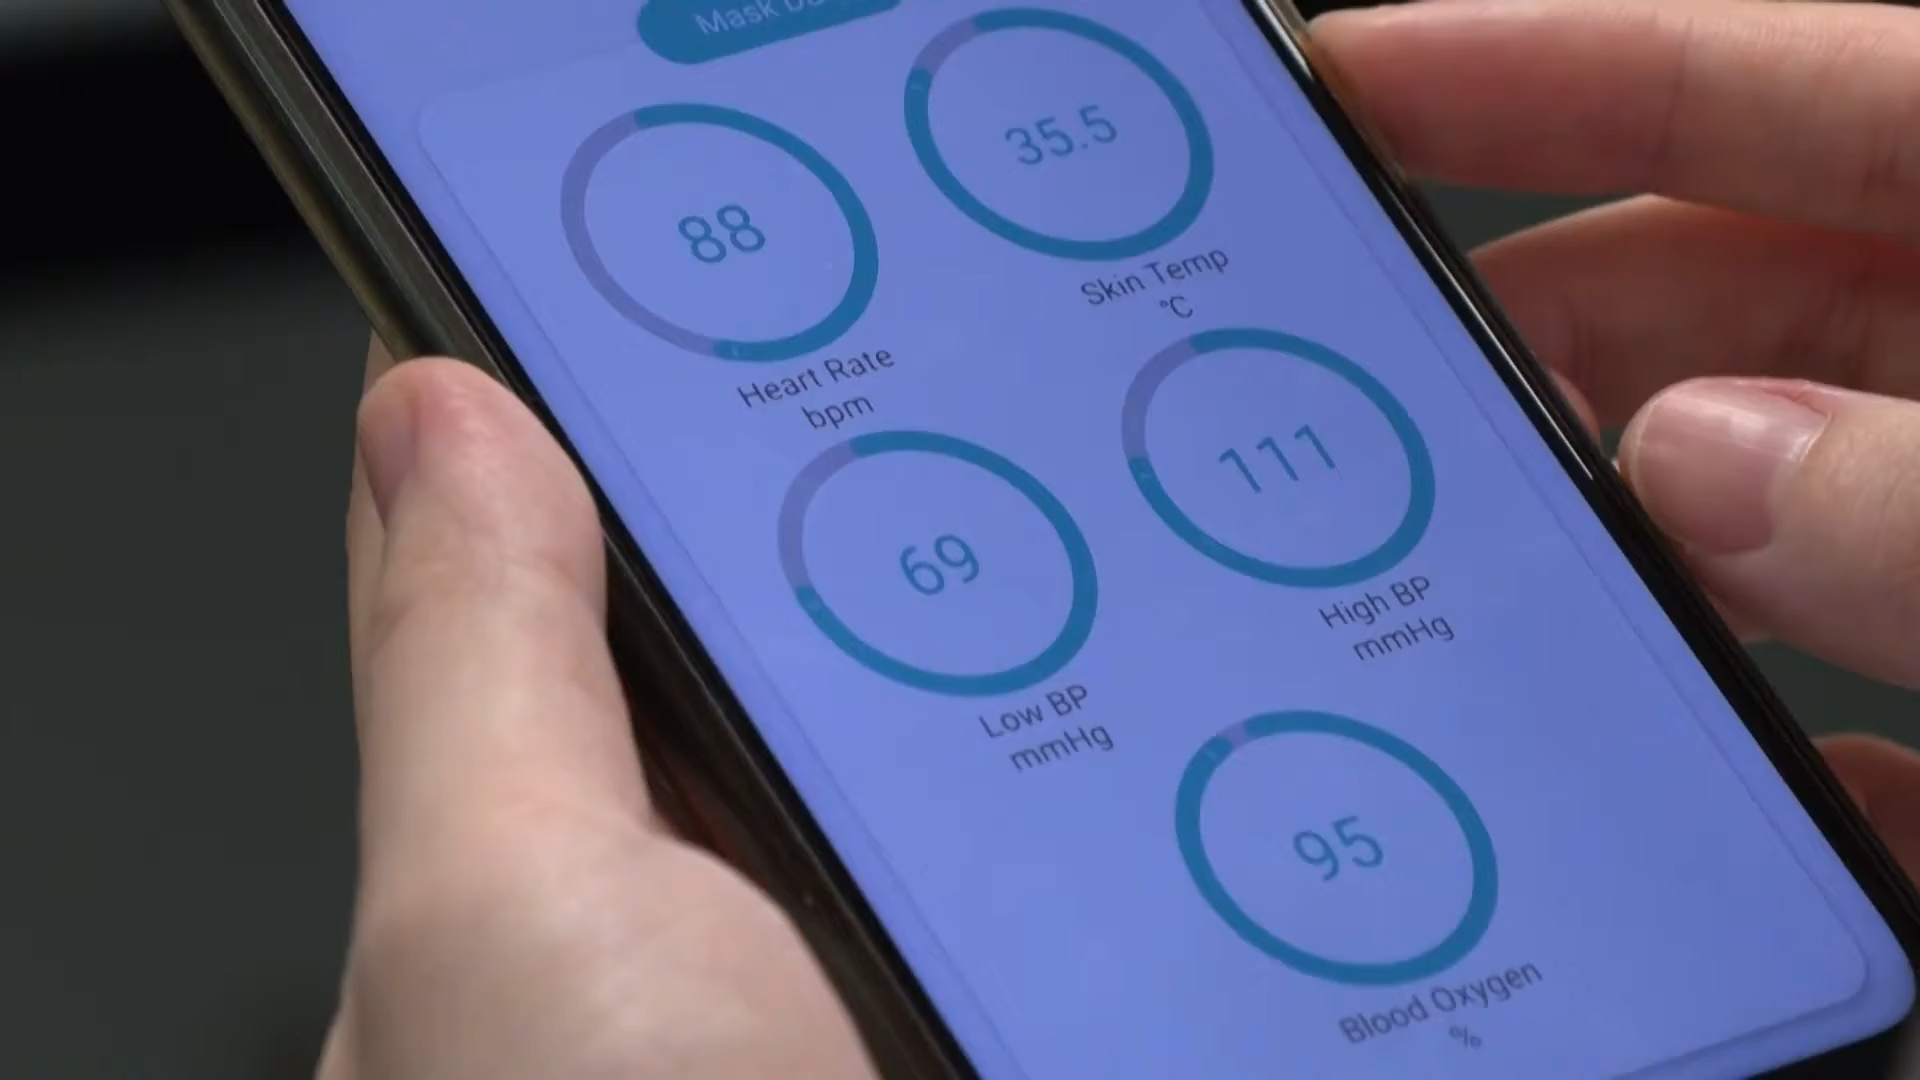 Mask
35.5
Skin Temp
°C
88
Heart Rate
bpm
111
High BP
mmHg
69
Low BP
mmHg
95
Blood Oxygen
%